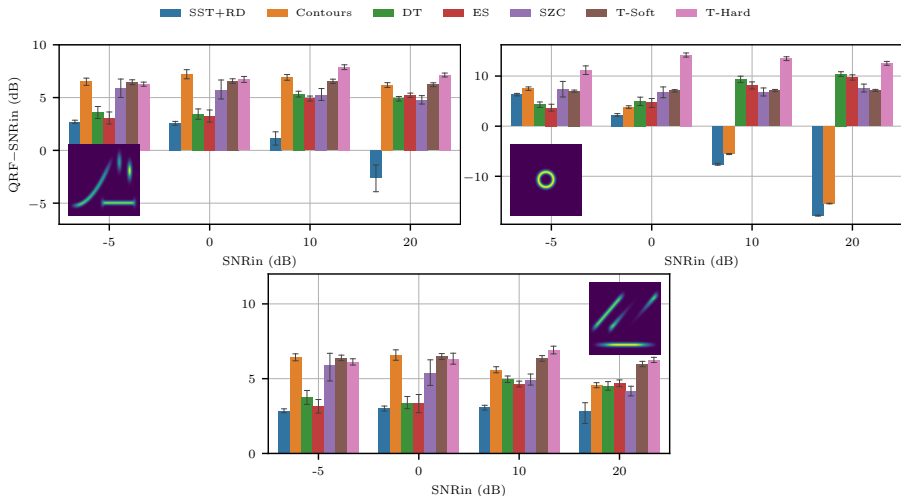 SST+RD Contours DT ES SZC T-Soft T-Hard
QRF−SNRin (dB)
10
5
0
−5
-5 0 10 20
SNRin (dB)
10
0
−10
-5 0 10 20
SNRin (dB)
10
5
0
-5 0 10 20
SNRin (dB)